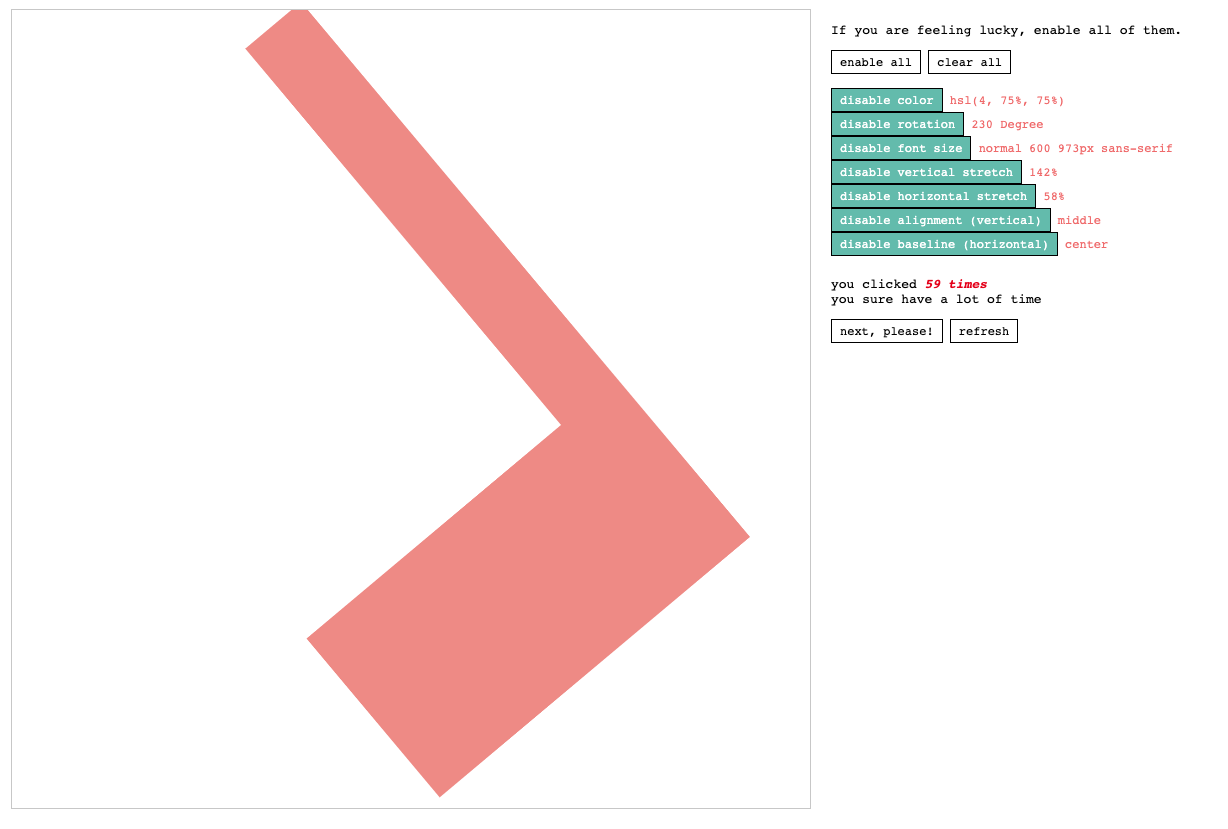 If you are feeling lucky, enable all of them.
enable all clear all
disable color hsl(4, 75%, 75%)
disable rotation 230 Degree
disable font size normal 600 973px sans-serif
disable vertical stretch 142%
disable horizontal stretch 58%
disable alignment (vertical) middle
disable baseline (horizontal) center
you clicked 59 times
you sure have a lot of time
next, please! refresh